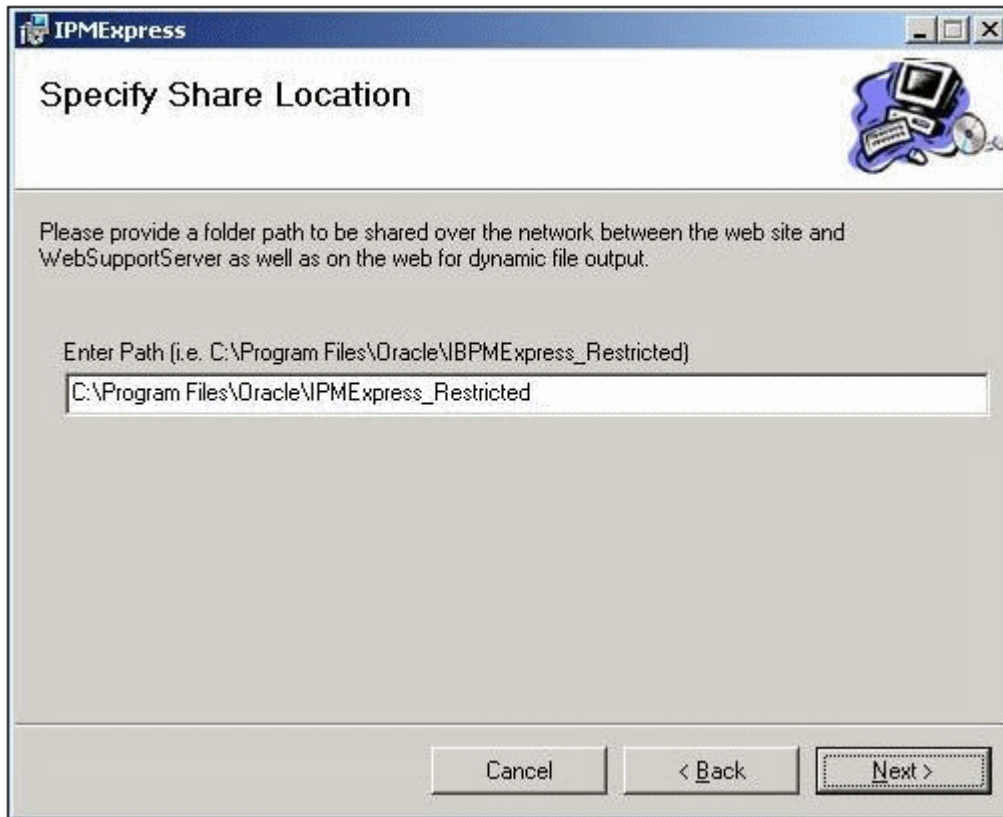 IPMExpress
Specify Share Location
Please provide a folder path to be shared over the network between the web site and
WebSupportServer as well as on the web for dynamic file output.
Enter Path (i.e. C:\Program Files\Oracle\IBPMExpress_Restricted)
C:\Program Files\Oracle\IPMExpress_Restricted
Cancel
< Back
Next >